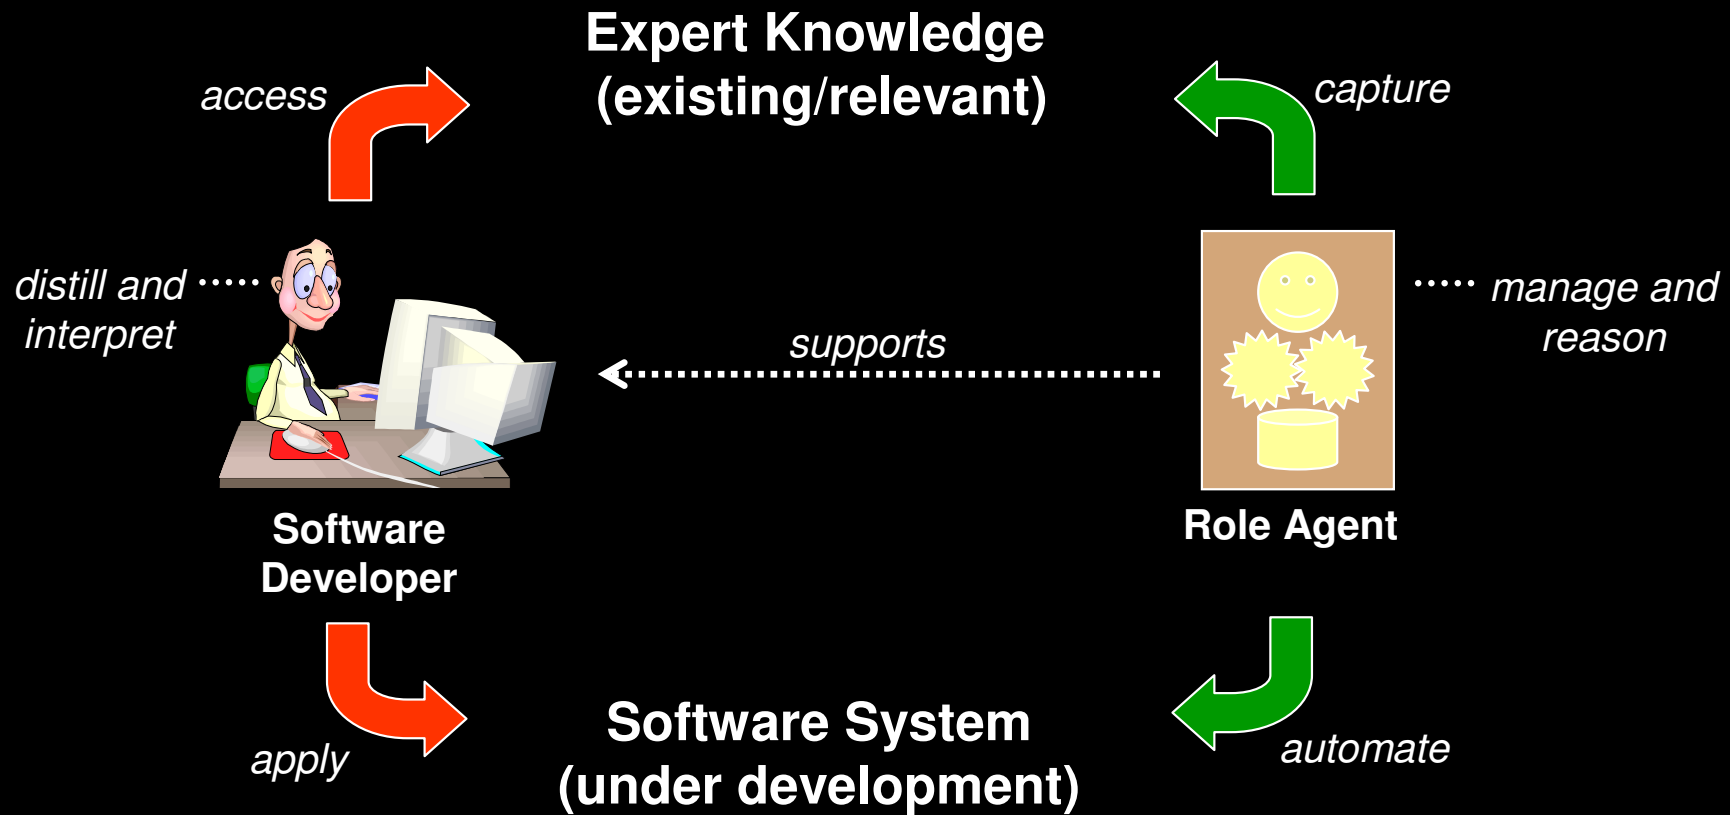 Expert Knowledge
(existing/relevant)
access
capture
distill and
interpret
manage and
reason
supports
Software
Developer
Role Agent
Software System
(under development)
apply
automate